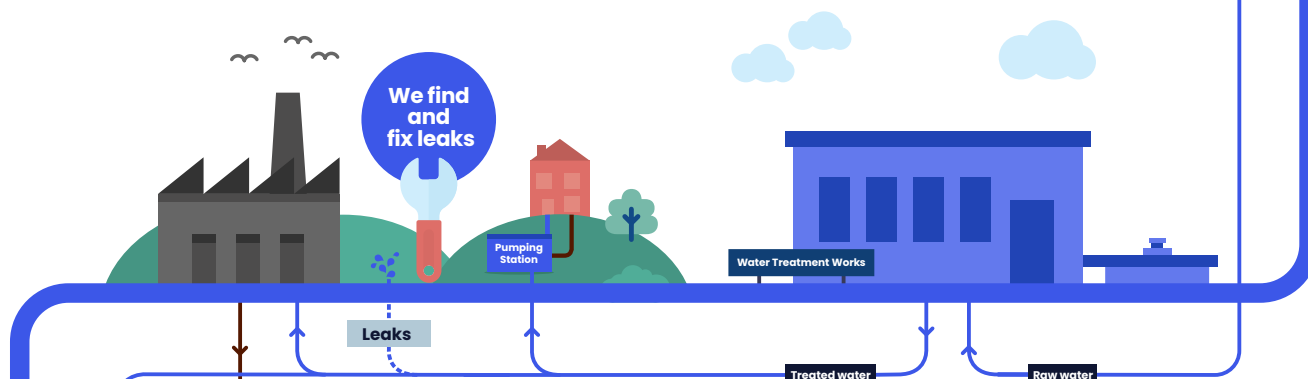 We find
and
fix leaks
Pumping
Station
Water Treatment Works
Leaks
Treated water
Raw water